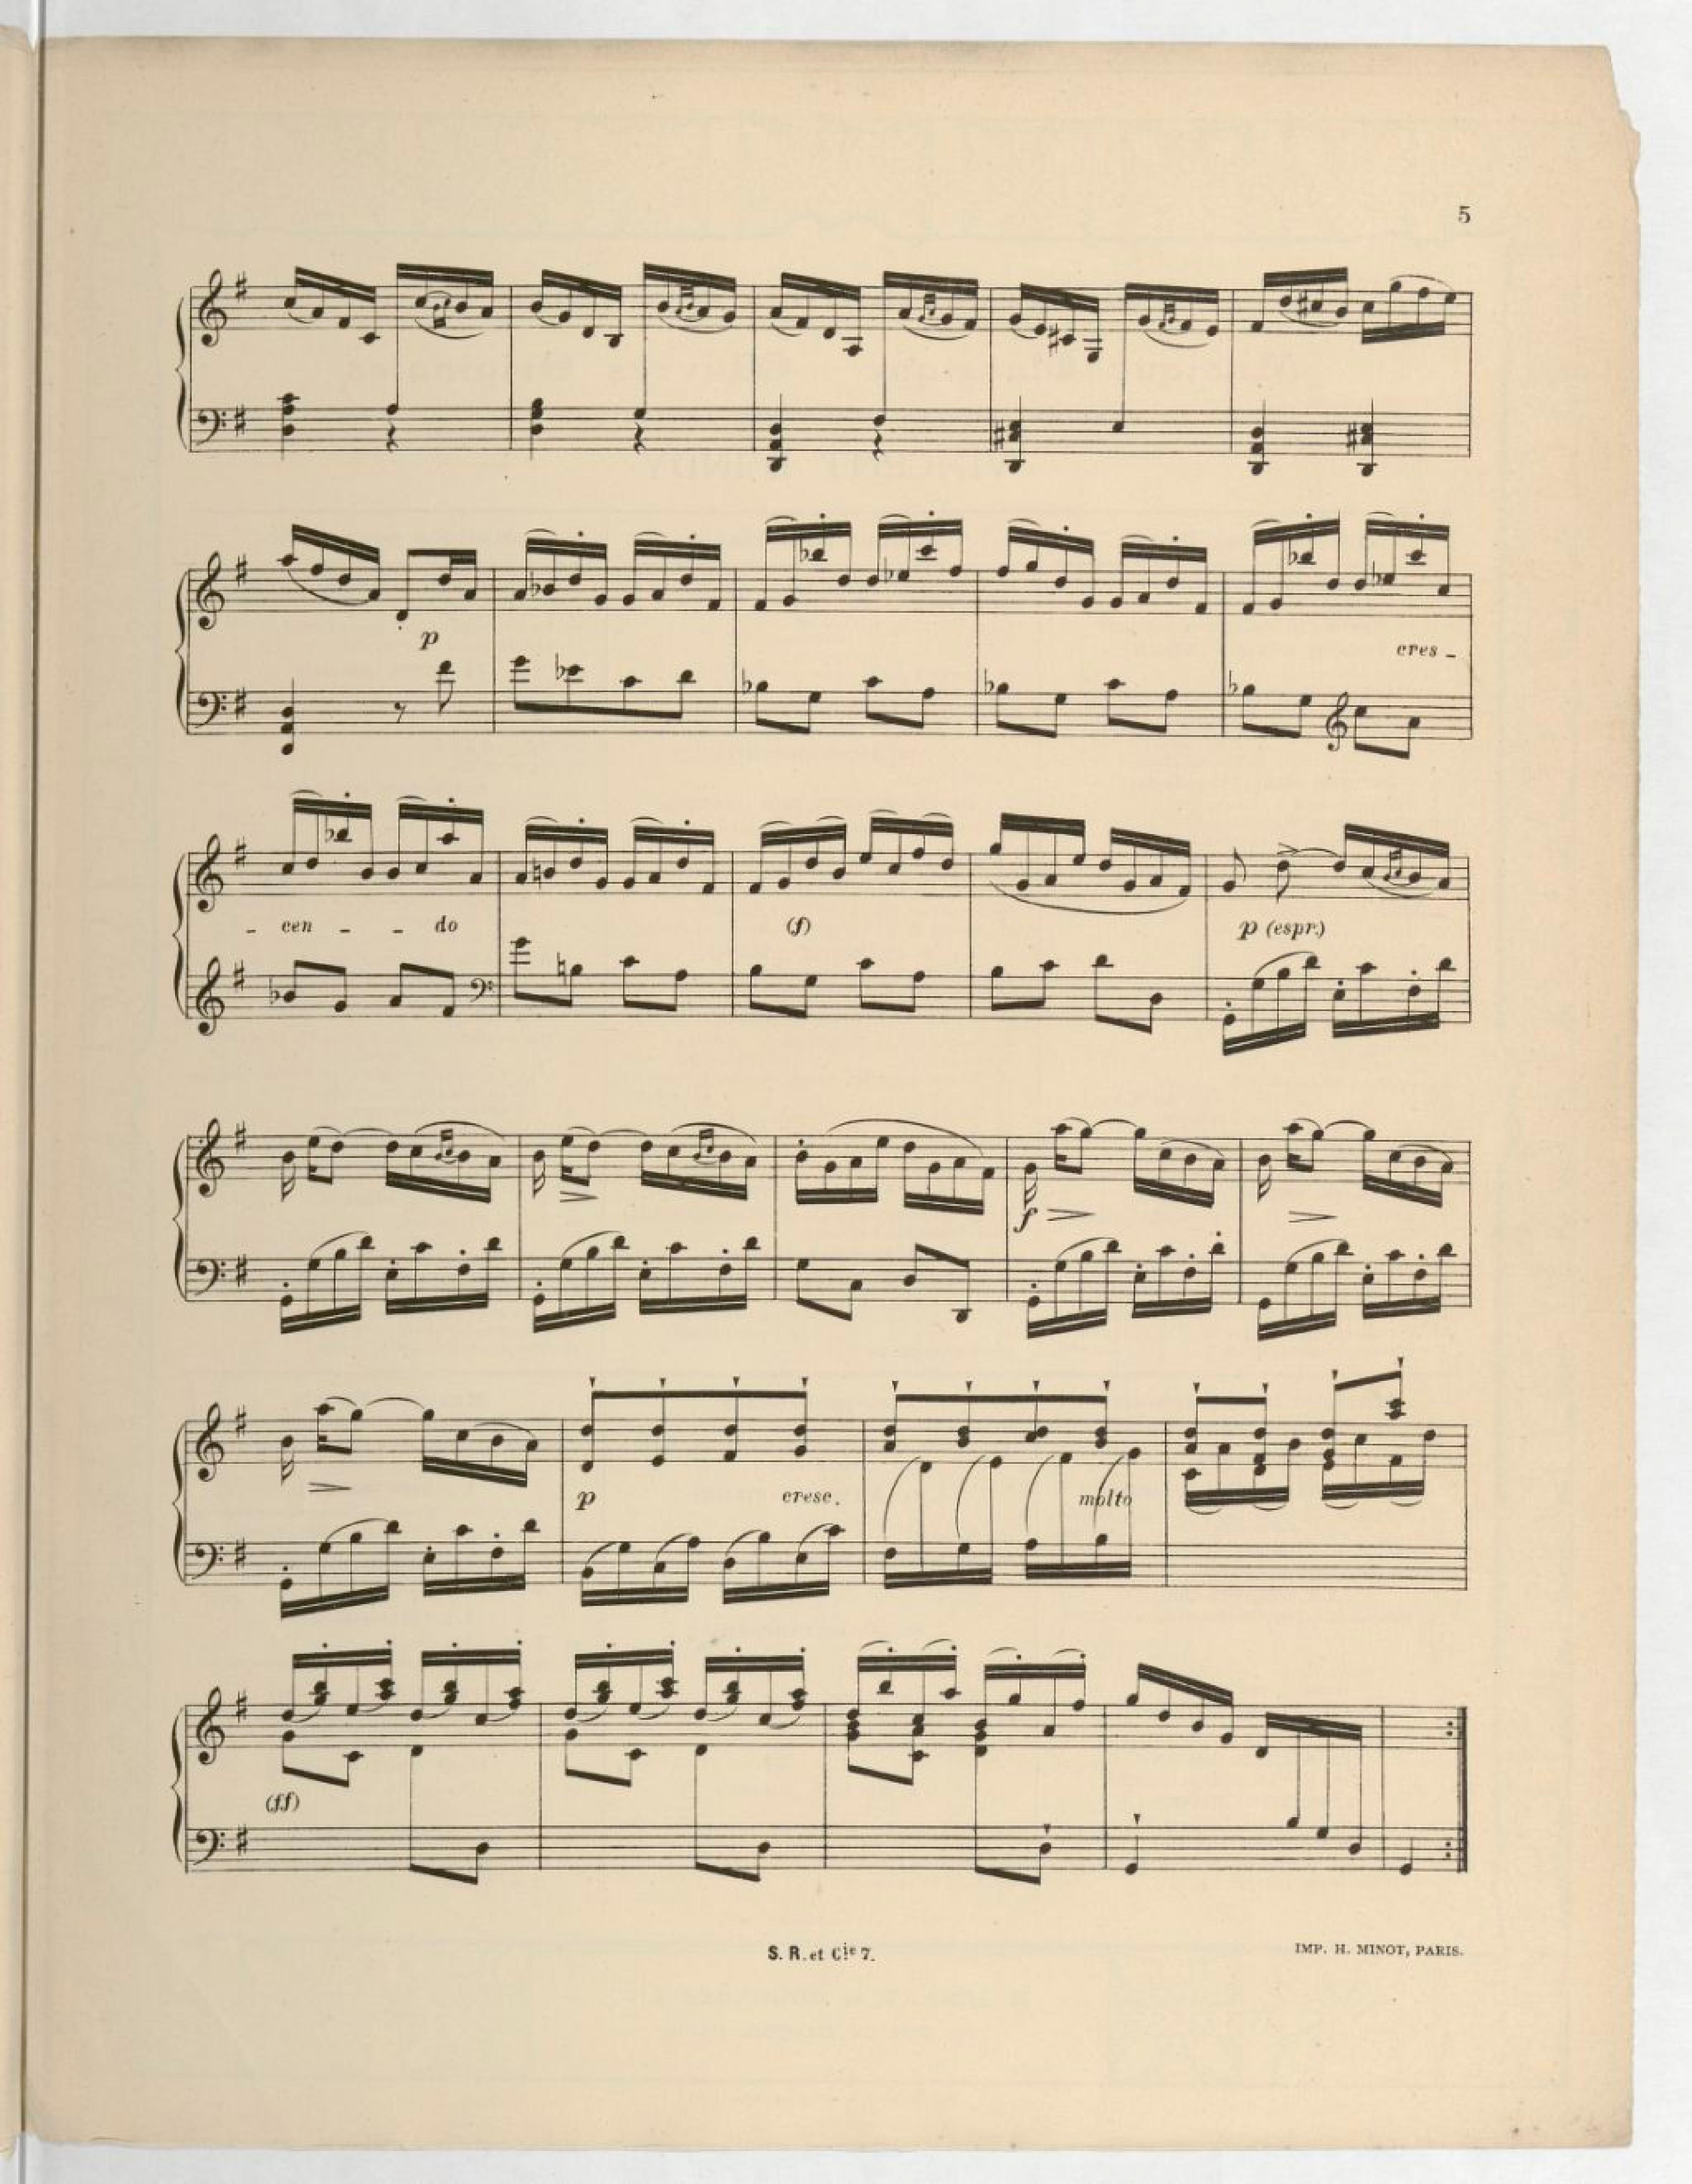 5
p
cres -
- cen - - do
(f)
p (espr.)
f
p
cresc.
molto
(ff)
S. R. et Cie 7.
IMP. H. MINOT, PARIS.